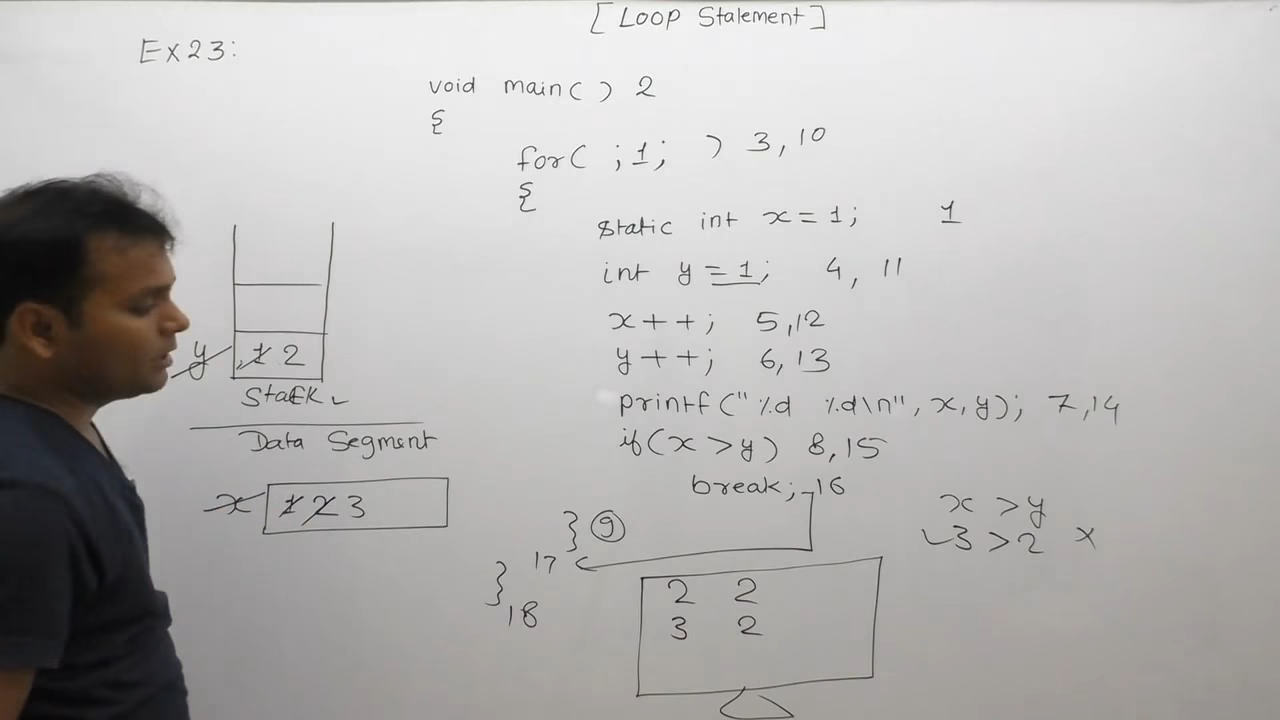 [ Loop Stalement ]
Ex23:
void main( ) 2
{
for( ; 1; ) 3, 10
{
static int x = 1; 1
int y = 1; 4, 11
x++; 5,12
y++; 6,13
printf ("%d %d\n", x, y); 7,14
if(x > y) 8,15
break; 16
} 9
} 17
18
y 1 2
Stack
Data Segment
x 1 2 3
x > y
3 > 2 x
2 2
3 2